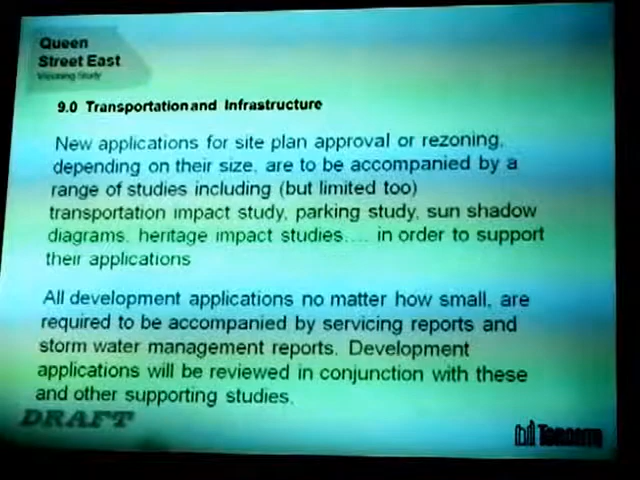 Queen
Street East
Visioning Study
9.0 Transportation and Infrastructure
New applications for site plan approval or rezoning,
depending on their size, are to be accompanied by a
range of studies including (but limited too)
transportation impact study, parking study, sun shadow
diagrams, heritage impact studies.... in order to support
their applications
All development applications no matter how small, are
required to be accompanied by servicing reports and
storm water management reports. Development
applications will be reviewed in conjunction with these
and other supporting studies.
DRAFT
Toronto